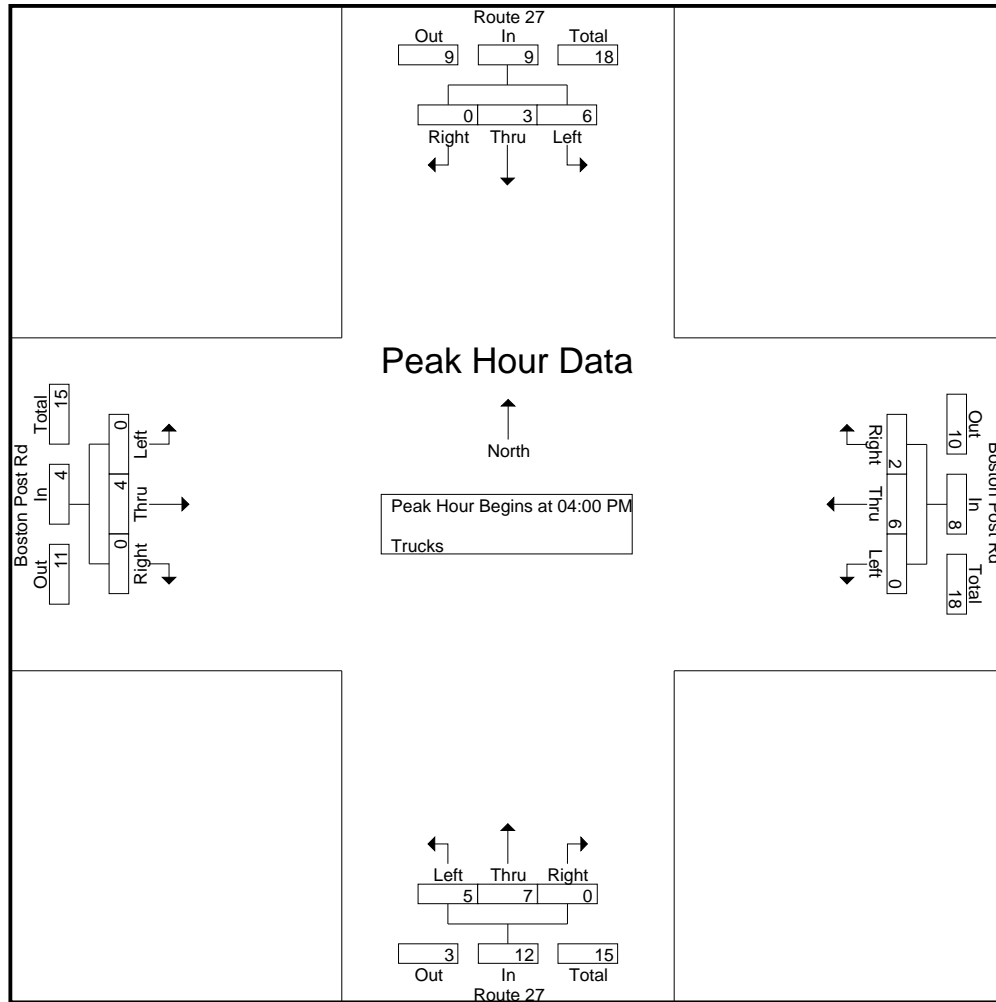 Route 27
Out In Total
9 9 18
0 3 6
Right Thru Left
Peak Hour Data
North
Peak Hour Begins at 04:00 PM
Trucks
Boston Post Rd
Out In Total
11 4 15
0 4 0
Right Thru Left
Boston Post Rd
Out In Total
10 8 18
2 6 0
Right Thru Left
Left Thru Right
5 7 0
3 12 15
Out In Total
Route 27